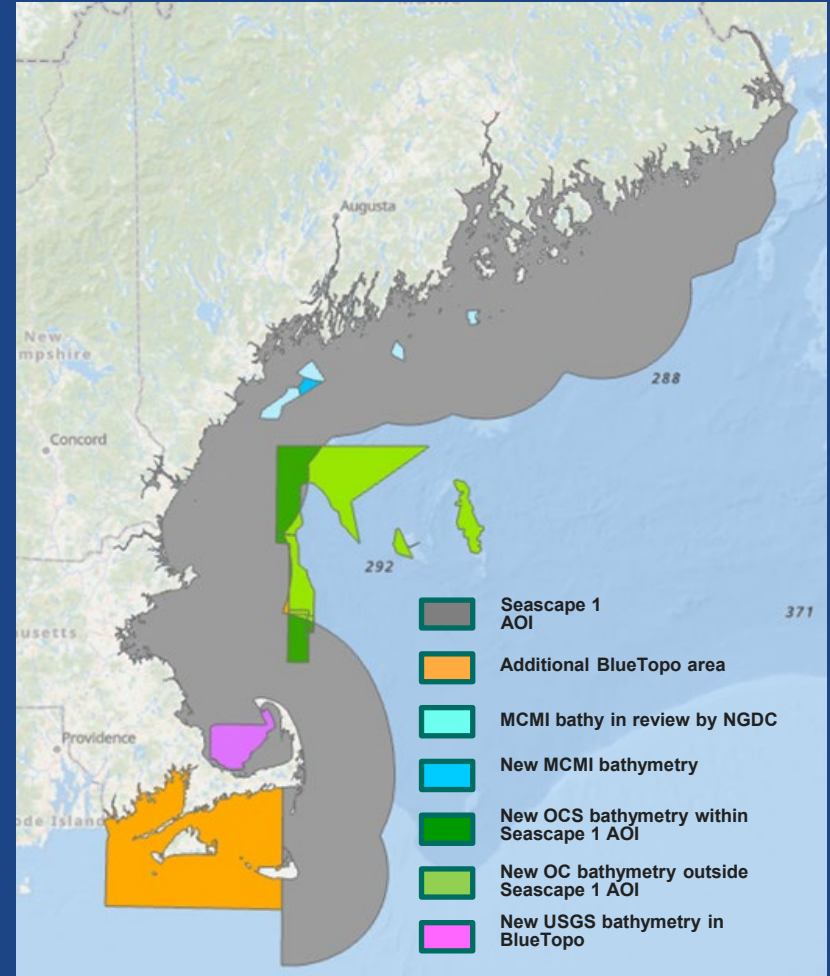 Augusta
New
mpshire
288
Concord
292
Seascape 1
AOI
371
usetts
Additional BlueTopo area
MCMI bathy in review by NGDC
Providence
New MCMI bathymetry
ode Island
New OCS bathymetry within
Seascape 1 AOI
New OC bathymetry outside
Seascape 1 AOI
New USGS bathymetry in
BlueTopo